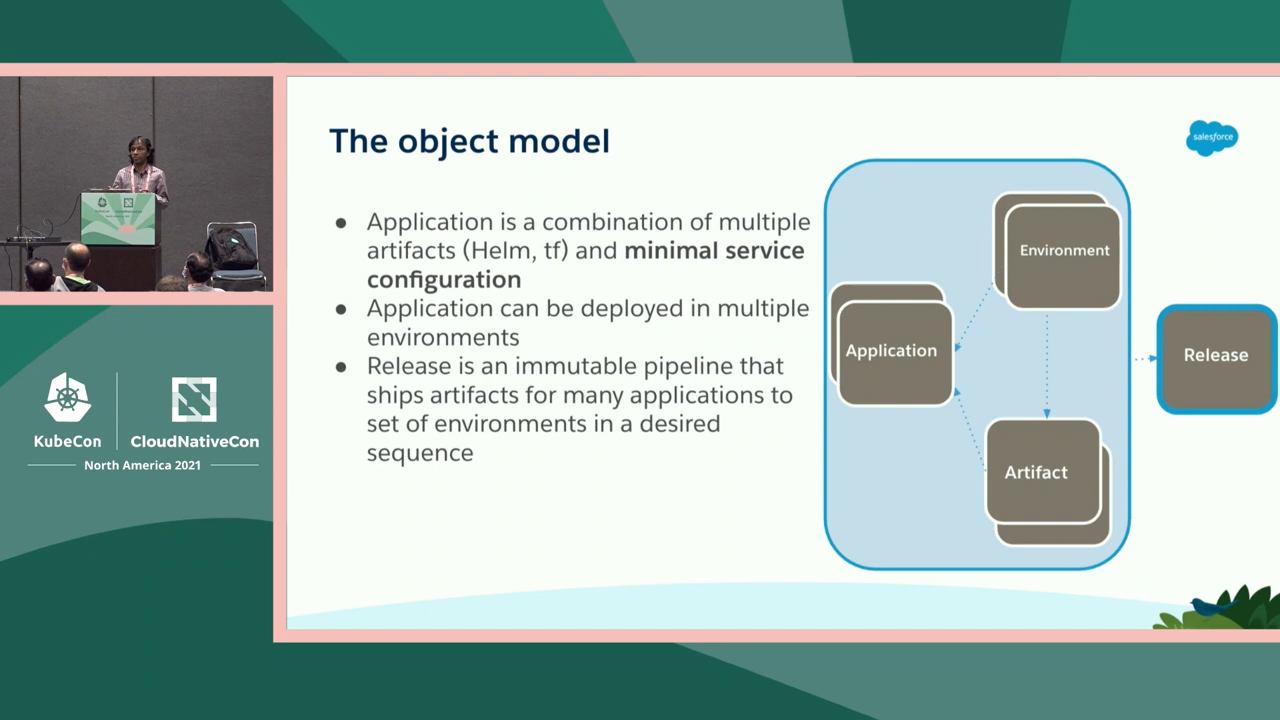 The object model
salesforce
● Application is a combination of multiple
artifacts (Helm, tf) and minimal service
configuration
● Application can be deployed in multiple
environments
● Release is an immutable pipeline that
ships artifacts for many applications to
set of environments in a desired
sequence
Environment
Application
Release
Artifact
KubeCon
CloudNativeCon
North America 2021